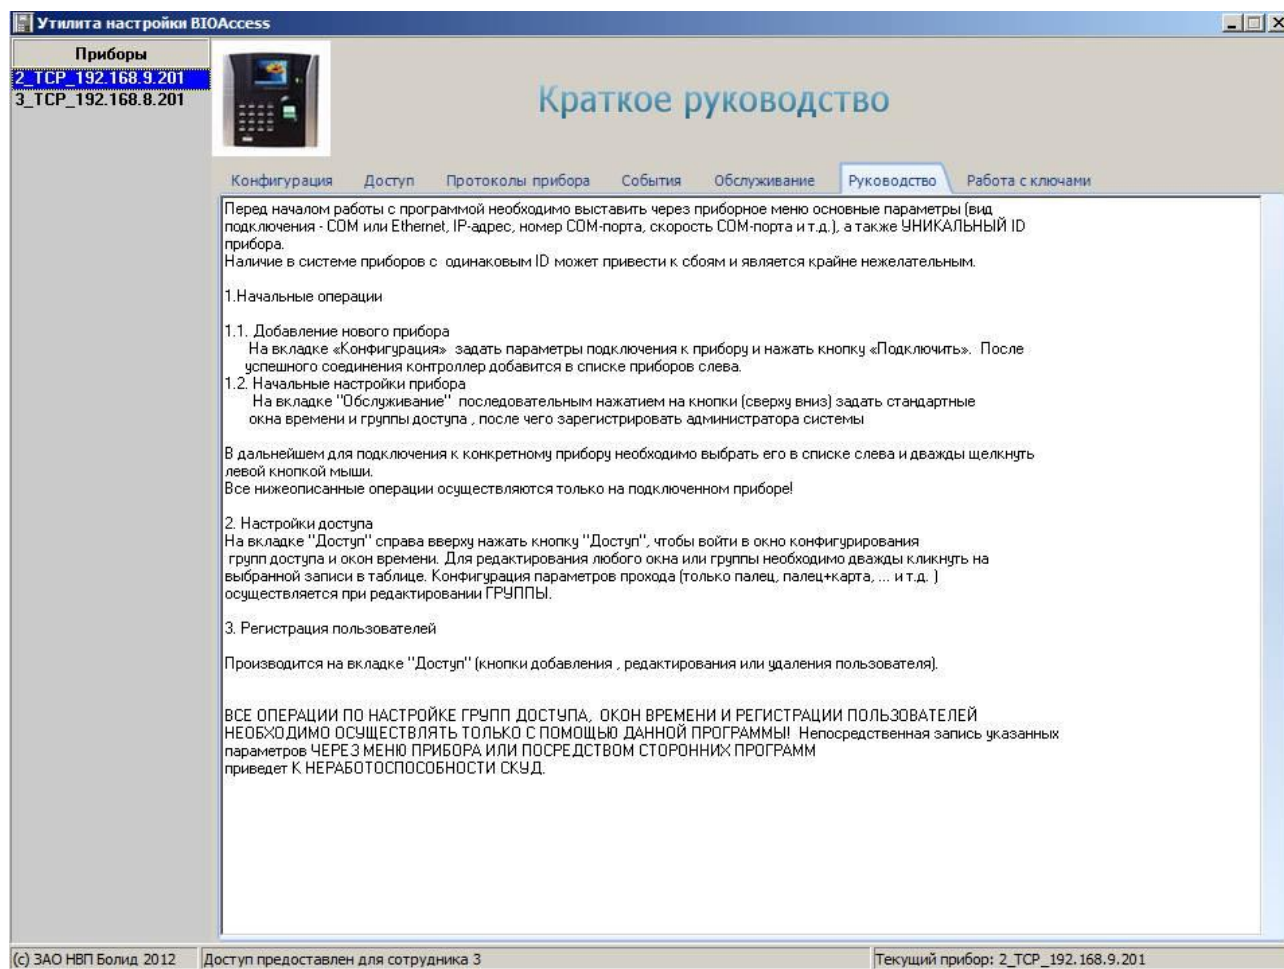 Утилита настройки BIOAccess
Приборы
2_TCP_192.168.9.201
3_TCP_192.168.8.201
Краткое руководство
Конфигурация Доступ Протоколы прибора События Обслуживание Руководство Работа с ключами
Перед началом работы с программой необходимо выставить через приборное меню основные параметры (вид
подключения - COM или Ethernet, IP-адрес, номер COM-порта, скорость COM-порта и т.д.), а также УНИКАЛЬНЫЙ ID
прибора.
Наличие в системе приборов с одинаковым ID может привести к сбоям и является крайне нежелательным.
1.Начальные операции
1.1. Добавление нового прибора
На вкладке «Конфигурация» задать параметры подключения к прибору и нажать кнопку «Подключить». После
успешного соединения контроллер добавится в списке приборов слева.
1.2. Начальные настройки прибора
На вкладке "Обслуживание" последовательным нажатием на кнопки (сверху вниз) задать стандартные
окна времени и группы доступа , после чего зарегистрировать администратора системы
В дальнейшем для подключения к конкретному прибору необходимо выбрать его в списке слева и дважды щелкнуть
левой кнопкой мыши.
Все нижеописанные операции осуществляются только на подключенном приборе!
2. Настройки доступа
На вкладке "Доступ" справа вверху нажать кнопку "Доступ", чтобы войти в окно конфигурирования
групп доступа и окон времени. Для редактирования любого окна или группы необходимо дважды кликнуть на
выбранной записи в таблице. Конфигурация параметров прохода (только палец, палец+карта, ... и т.д. )
осуществляется при редактировании ГРУППЫ.
3. Регистрация пользователей
Производится на вкладке "Доступ" (кнопки добавления , редактирования или удаления пользователя).
ВСЕ ОПЕРАЦИИ ПО НАСТРОЙКЕ ГРУПП ДОСТУПА, ОКОН ВРЕМЕНИ И РЕГИСТРАЦИИ ПОЛЬЗОВАТЕЛЕЙ
НЕОБХОДИМО ОСУЩЕСТВЛЯТЬ ТОЛЬКО С ПОМОЩЬЮ ДАННОЙ ПРОГРАММЫ! Непосредственная запись указанных
параметров ЧЕРЕЗ МЕНЮ ПРИБОРА ИЛИ ПОСРЕДСТВОМ СТОРОННИХ ПРОГРАММ
приведет К НЕРАБОТОСПОСОБНОСТИ СКУД.
(c) ЗАО НВП Болид 2012 Доступ предоставлен для сотрудника 3 Текущий прибор: 2_TCP_192.168.9.201